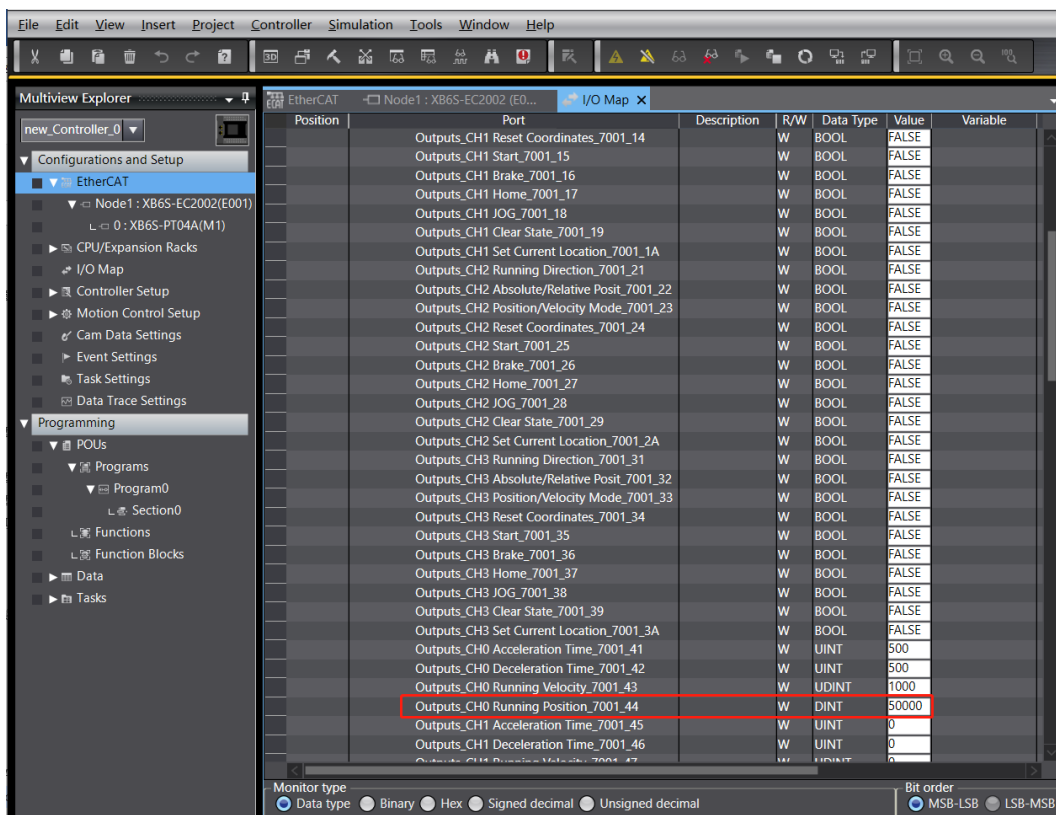 File Edit View Insert Project Controller Simulation Tools Window Help
Multiview Explorer
new_Controller_0
Configurations and Setup
EtherCAT
Node1 : XB6S-EC2002(E001)
0 : XB6S-PT04A(M1)
CPU/Expansion Racks
I/O Map
Controller Setup
Motion Control Setup
Cam Data Settings
Event Settings
Task Settings
Data Trace Settings
Programming
POUs
Programs
Program0
Section0
Functions
Function Blocks
Data
Tasks
EtherCAT Node1 : XB6S-EC2002 (E0... I/O Map
Position Port Description R/W Data Type Value Variable
Outputs_CH1 Reset Coordinates_7001_14 W BOOL FALSE
Outputs_CH1 Start_7001_15 W BOOL FALSE
Outputs_CH1 Brake_7001_16 W BOOL FALSE
Outputs_CH1 Home_7001_17 W BOOL FALSE
Outputs_CH1 JOG_7001_18 W BOOL FALSE
Outputs_CH1 Clear State_7001_19 W BOOL FALSE
Outputs_CH1 Set Current Location_7001_1A W BOOL FALSE
Outputs_CH2 Running Direction_7001_21 W BOOL FALSE
Outputs_CH2 Absolute/Relative Posit_7001_22 W BOOL FALSE
Outputs_CH2 Position/Velocity Mode_7001_23 W BOOL FALSE
Outputs_CH2 Reset Coordinates_7001_24 W BOOL FALSE
Outputs_CH2 Start_7001_25 W BOOL FALSE
Outputs_CH2 Brake_7001_26 W BOOL FALSE
Outputs_CH2 Home_7001_27 W BOOL FALSE
Outputs_CH2 JOG_7001_28 W BOOL FALSE
Outputs_CH2 Clear State_7001_29 W BOOL FALSE
Outputs_CH2 Set Current Location_7001_2A W BOOL FALSE
Outputs_CH3 Running Direction_7001_31 W BOOL FALSE
Outputs_CH3 Absolute/Relative Posit_7001_32 W BOOL FALSE
Outputs_CH3 Position/Velocity Mode_7001_33 W BOOL FALSE
Outputs_CH3 Reset Coordinates_7001_34 W BOOL FALSE
Outputs_CH3 Start_7001_35 W BOOL FALSE
Outputs_CH3 Brake_7001_36 W BOOL FALSE
Outputs_CH3 Home_7001_37 W BOOL FALSE
Outputs_CH3 JOG_7001_38 W BOOL FALSE
Outputs_CH3 Clear State_7001_39 W BOOL FALSE
Outputs_CH3 Set Current Location_7001_3A W BOOL FALSE
Outputs_CH0 Acceleration Time_7001_41 W UINT 500
Outputs_CH0 Deceleration Time_7001_42 W UINT 500
Outputs_CH0 Running Velocity_7001_43 W UDINT 1000
Outputs_CH0 Running Position_7001_44 W DINT 50000
Outputs_CH1 Acceleration Time_7001_45 W UINT 0
Outputs_CH1 Deceleration Time_7001_46 W UINT 0
Outputs_CH1 Running Velocity_7001_47 W UDINT 0
Monitor type
Data type Binary Hex Signed decimal Unsigned decimal
Bit order
MSB-LSB LSB-MSB